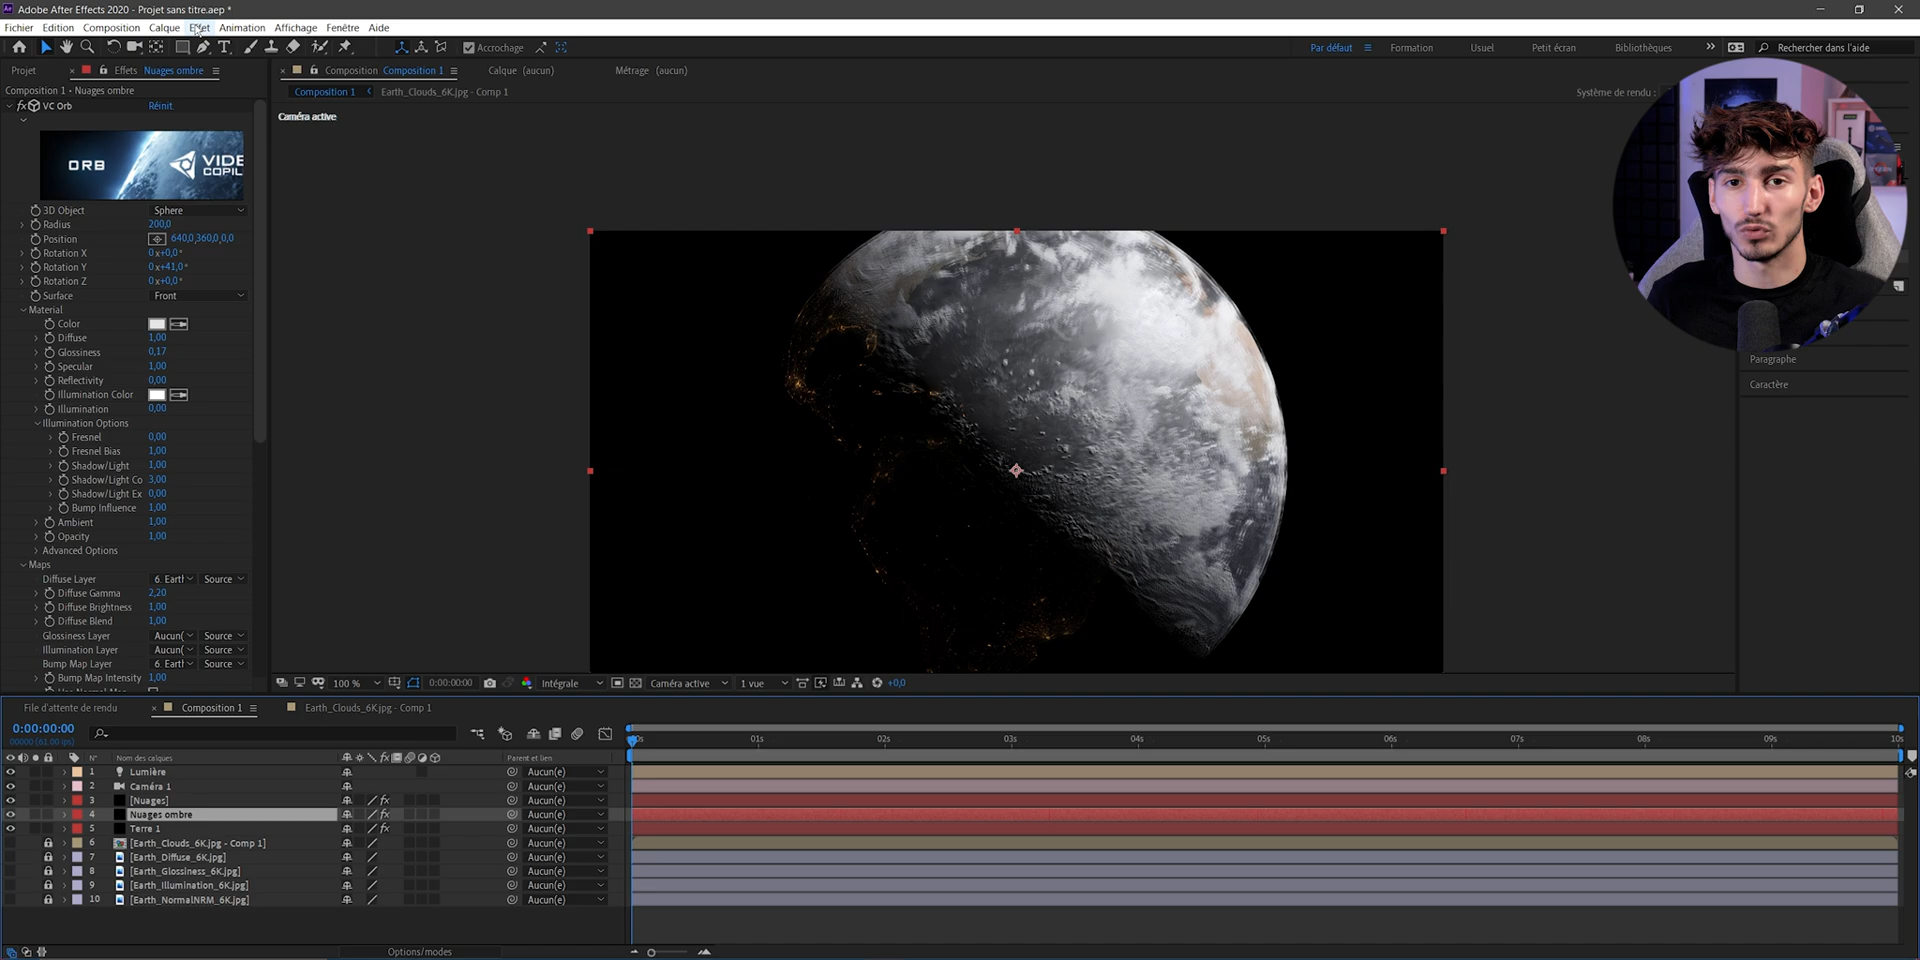 Adobe After Effects 2020 - Projet sans titre.aep *
Fichier Edition Composition Calque Effet Animation Affichage Fenêtre Aide
Accrochage
Par défaut Formation Usuel Petit écran Bibliothèques Rechercher dans l'aide
Projet Effets Nuages ombre
Composition Composition 1 Calque (aucun) Métrage (aucun)
Composition 1 • Nuages ombre
Composition 1 Earth_Clouds_6K.jpg - Comp 1
Système de rendu :
fx VC Orb Réinit.
Caméra active
ORB VIDE
COPIL
3D Object Sphere
Radius 200,0
Position 640,0,360,0,0,0
Rotation X 0x+0,0°
Rotation Y 0x+41,0°
Rotation Z 0x+0,0°
Surface Front
Material
Color
Diffuse 1,00
Glossiness 0,17
Specular 1,00
Reflectivity 0,00
Illumination Color
Illumination 0,00
Illumination Options
Fresnel 0,00
Fresnel Bias 1,00
Shadow/Light 1,00
Shadow/Light Co 3,00
Shadow/Light Ex 0,00
Bump Influence 1,00
Ambient 1,00
Opacity 1,00
Advanced Options
Maps
Diffuse Layer 6. Eartl Source
Diffuse Gamma 2,20
Diffuse Brightness 1,00
Diffuse Blend 1,00
Glossiness Layer Aucun( Source
Illumination Layer Aucun( Source
Bump Map Layer 6. Eartl Source
Bump Map Intensity 1,00
Paragraphe
Caractère
100 % 0:00:00:00 Intégrale Caméra active 1 vue +0,0
File d'attente de rendu Composition 1 Earth_Clouds_6K.jpg - Comp 1
0:00:00:00
00000 (61.00 ips)
01s 02s 03s 04s 05s 06s 07s 08s 09s 10s
N° Nom des calques fx Parent et lien
1 Lumière Aucun(e)
2 Caméra 1 Aucun(e)
3 [Nuages] fx Aucun(e)
4 Nuages ombre fx Aucun(e)
5 Terre 1 fx Aucun(e)
6 [Earth_Clouds_6K.jpg - Comp 1] Aucun(e)
7 [Earth_Diffuse_6K.jpg] Aucun(e)
8 [Earth_Glossiness_6K.jpg] Aucun(e)
9 [Earth_Illumination_6K.jpg] Aucun(e)
10 [Earth_NormalNRM_6K.jpg] Aucun(e)
Options/modes